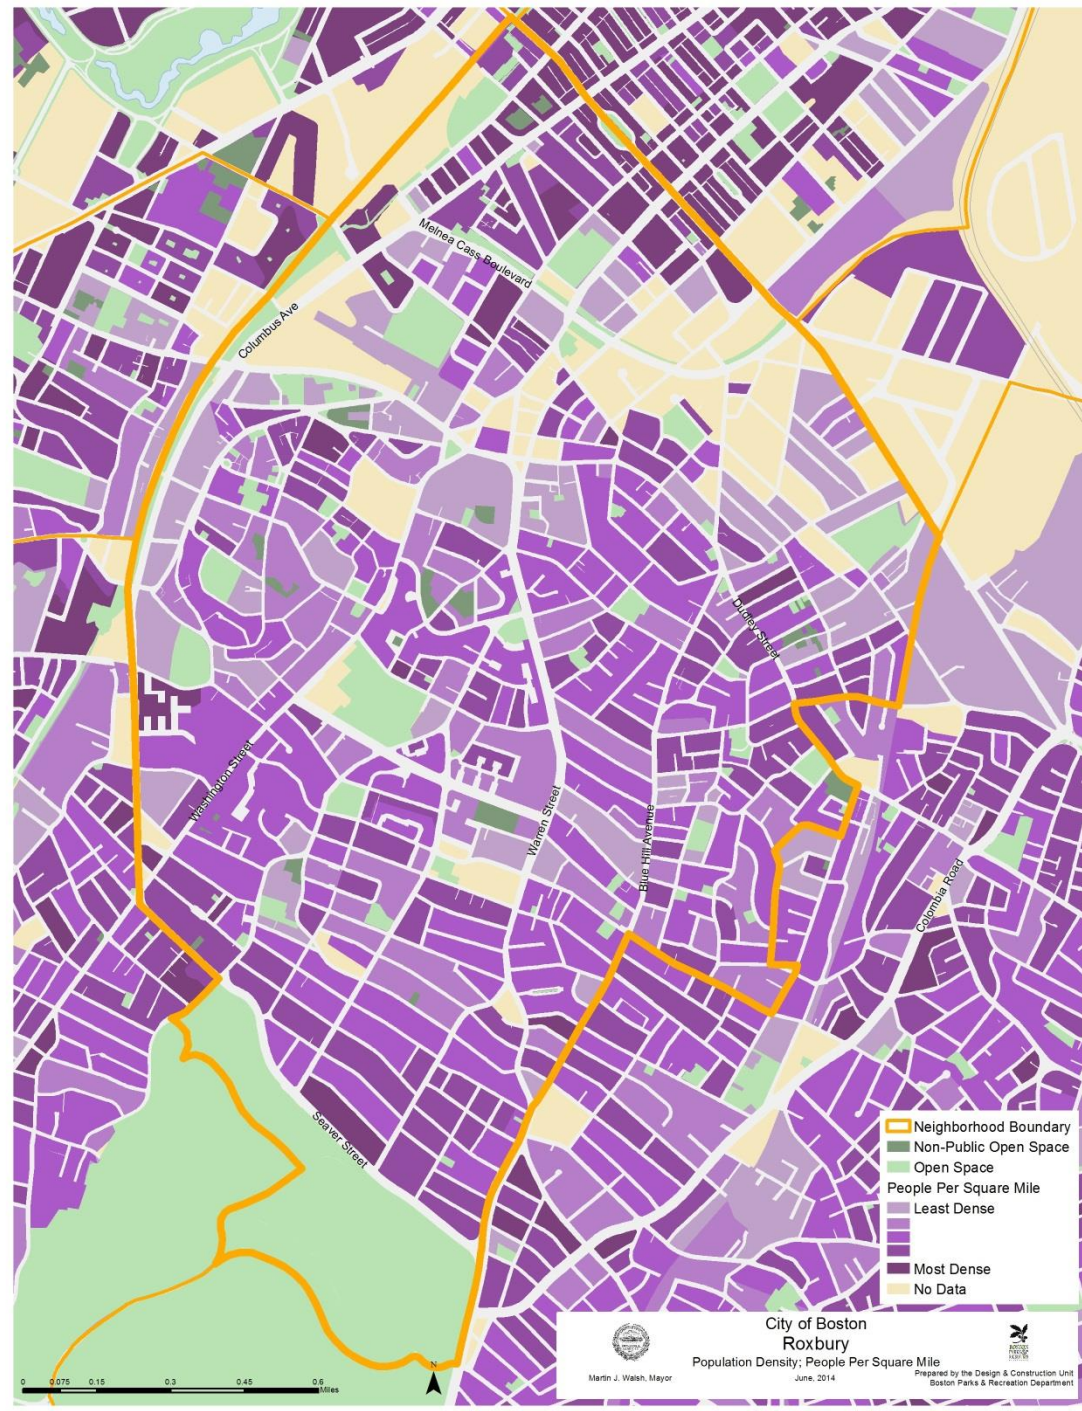 Melnea Cass Boulevard
Columbus Ave
Dudley Street
Washington Street
Warren Street
Blue Hill Avenue
Colombia Road
Seaver Street
Neighborhood Boundary
Non-Public Open Space
Open Space
People Per Square Mile
Least Dense
Most Dense
No Data
City of Boston
Roxbury
Population Density; People Per Square Mile
Martin J. Walsh, Mayor
June, 2014
Prepared by the Design & Construction Unit
Boston Parks & Recreation Department
N
0 0.075 0.15 0.3 0.45 0.6
Miles